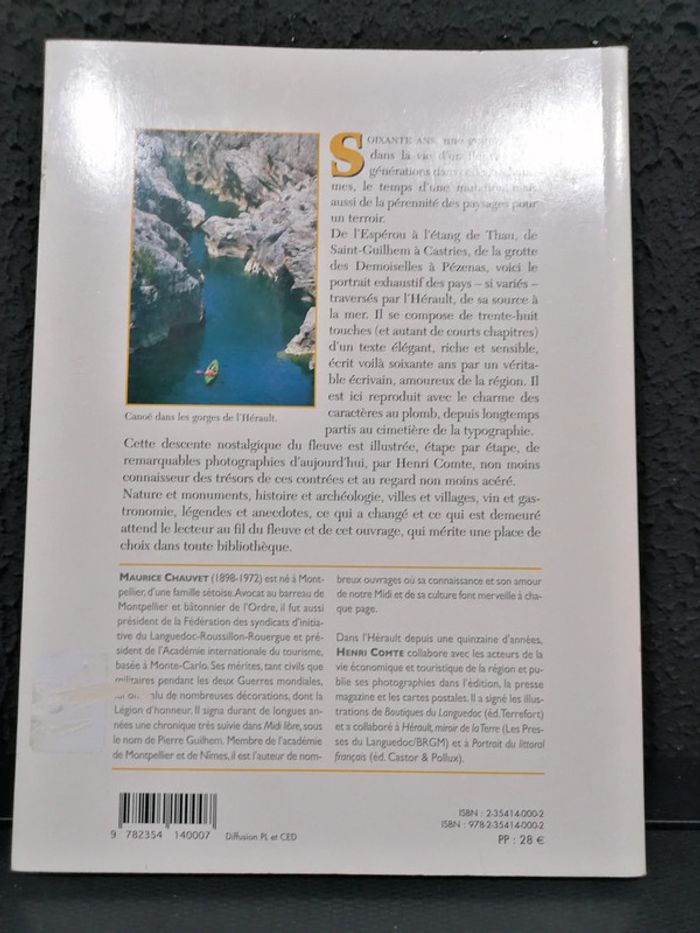 SOIXANTE ANS, une
dans la vie d'un
générations dans
mes, le temps d'une mutation, mais
aussi de la pérennité des paysages pour
un terroir.
De l'Espérou à l'étang de Thau, de
Saint-Guilhem à Castries, de la grotte
des Demoiselles à Pézenas, voici le
portrait exhaustif des pays – si variés –
traversés par l'Hérault, de sa source à
la mer. Il se compose de trente-huit
touches (et autant de courts chapitres)
d'un texte élégant, riche et sensible,
écrit voilà soixante ans par un vérita-
ble écrivain, amoureux de la région. Il
est ici reproduit avec le charme des
caractères au plomb, depuis longtemps
partis au cimetière de la typographie.
Canoë dans les gorges de l'Hérault.
Cette descente nostalgique du fleuve est illustrée, étape par étape, de
remarquables photographies d'aujourd'hui, par Henri Comte, non moins
connaisseur des trésors de ces contrées et au regard non moins acéré.
Nature et monuments, histoire et archéologie, villes et villages, vin et gas-
tronomie, légendes et anecdotes, ce qui a changé et ce qui est demeuré
attend le lecteur au fil du fleuve et de cet ouvrage, qui mérite une place de
choix dans toute bibliothèque.
MAURICE CHAUVET (1898-1972) est né à Mont-
pellier, d'une famille sétoise. Avocat au barreau de
Montpellier et bâtonnier de l'Ordre, il fut aussi
président de la Fédération des syndicats d'initia-
tive du Languedoc-Roussillon-Rouergue et pré-
sident de l'Académie internationale du tourisme,
basée à Monte-Carlo. Ses mérites, tant civils que
militaires pendant les deux Guerres mondiales,
de nombreuses décorations, dont la
Légion d'honneur. Il signa durant de longues an-
nées une chronique très suivie dans Midi libre, sous
le nom de Pierre Guilhem. Membre de l'académie
de Montpellier et de Nîmes, il est l'auteur de nom-
breux ouvrages où sa connaissance et son amour
de notre Midi et de sa culture font merveille à cha-
que page.
Dans l'Hérault depuis une quinzaine d'années,
HENRI COMTE collabore avec les acteurs de la
vie économique et touristique de la région et pu-
blie ses photographies dans l'édition, la presse
magazine et les cartes postales. Il a signé les illus-
trations de Boutiques du Languedoc (éd. Terrefort)
et a collaboré à Hérault, miroir de la Terre (Les Pres-
ses du Languedoc/BRGM) et à Portrait du littoral
français (éd. Castor & Pollux).
9 782354 140007
Diffusion PL et CED
ISBN : 2-35414-000-2
ISBN : 978-2-35414-000-2
PP : 28 €